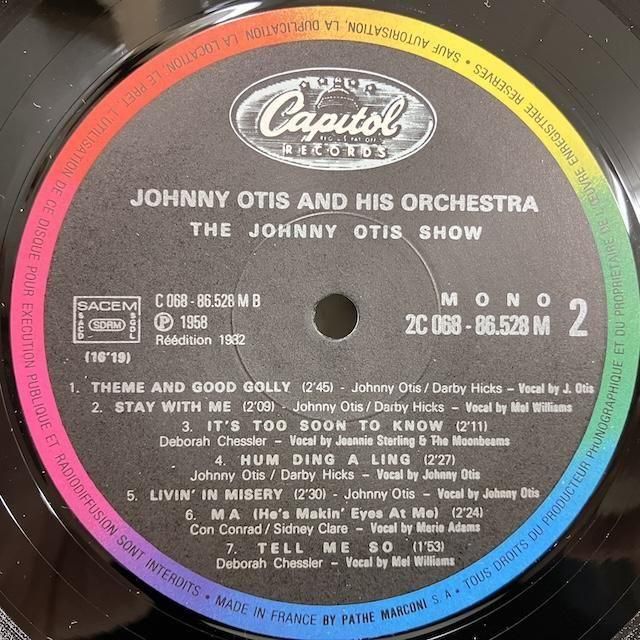 Capitol
REG. U.S. PAT. OFF.
RECORDS
JOHNNY OTIS AND HIS ORCHESTRA
THE JOHNNY OTIS SHOW
SACEM
SACD
SDRM
SGDL
(16'19)
C 068 - 86.528 M B
Ⓟ 1958
Réédition 1982
MONO
2C 068 - 86.528 M
2
1. THEME AND GOOD GOLLY (2'45) - Johnny Otis / Darby Hicks – Vocal by J. Otis
2. STAY WITH ME (2'09) - Johnny Otis / Darby Hicks – Vocal by Mel Williams
3. IT'S TOO SOON TO KNOW (2'11)
Deborah Chessler – Vocal by Jeannie Sterling & The Moonbeams
4. HUM DING A LING (2'27)
Johnny Otis / Darby Hicks – Vocal by Johnny Otis
5. LIVIN' IN MISERY (2'30) - Johnny Otis – Vocal by Johnny Otis
6. MA (He's Makin' Eyes At Me) (2'24)
Con Conrad / Sidney Clare – Vocal by Marie Adams
7. TELL ME SO (1'53)
Deborah Chessler – Vocal by Mel Williams
• MADE IN FRANCE BY PATHE MARCONI S.A. • TOUS DROITS DU PRODUCTEUR PHONOGRAPHIQUE ET DU PROPRIETAIRE DE L'ŒUVRE ENREGISTREE RESERVES • SAUF AUTORISATION, LA DUPLICATION, LA LOCATION, LE PRET, L'UTILISATION DE CE DISQUE POUR EXECUTION PUBLIQUE ET RADIODIFFUSION SONT INTERDITS